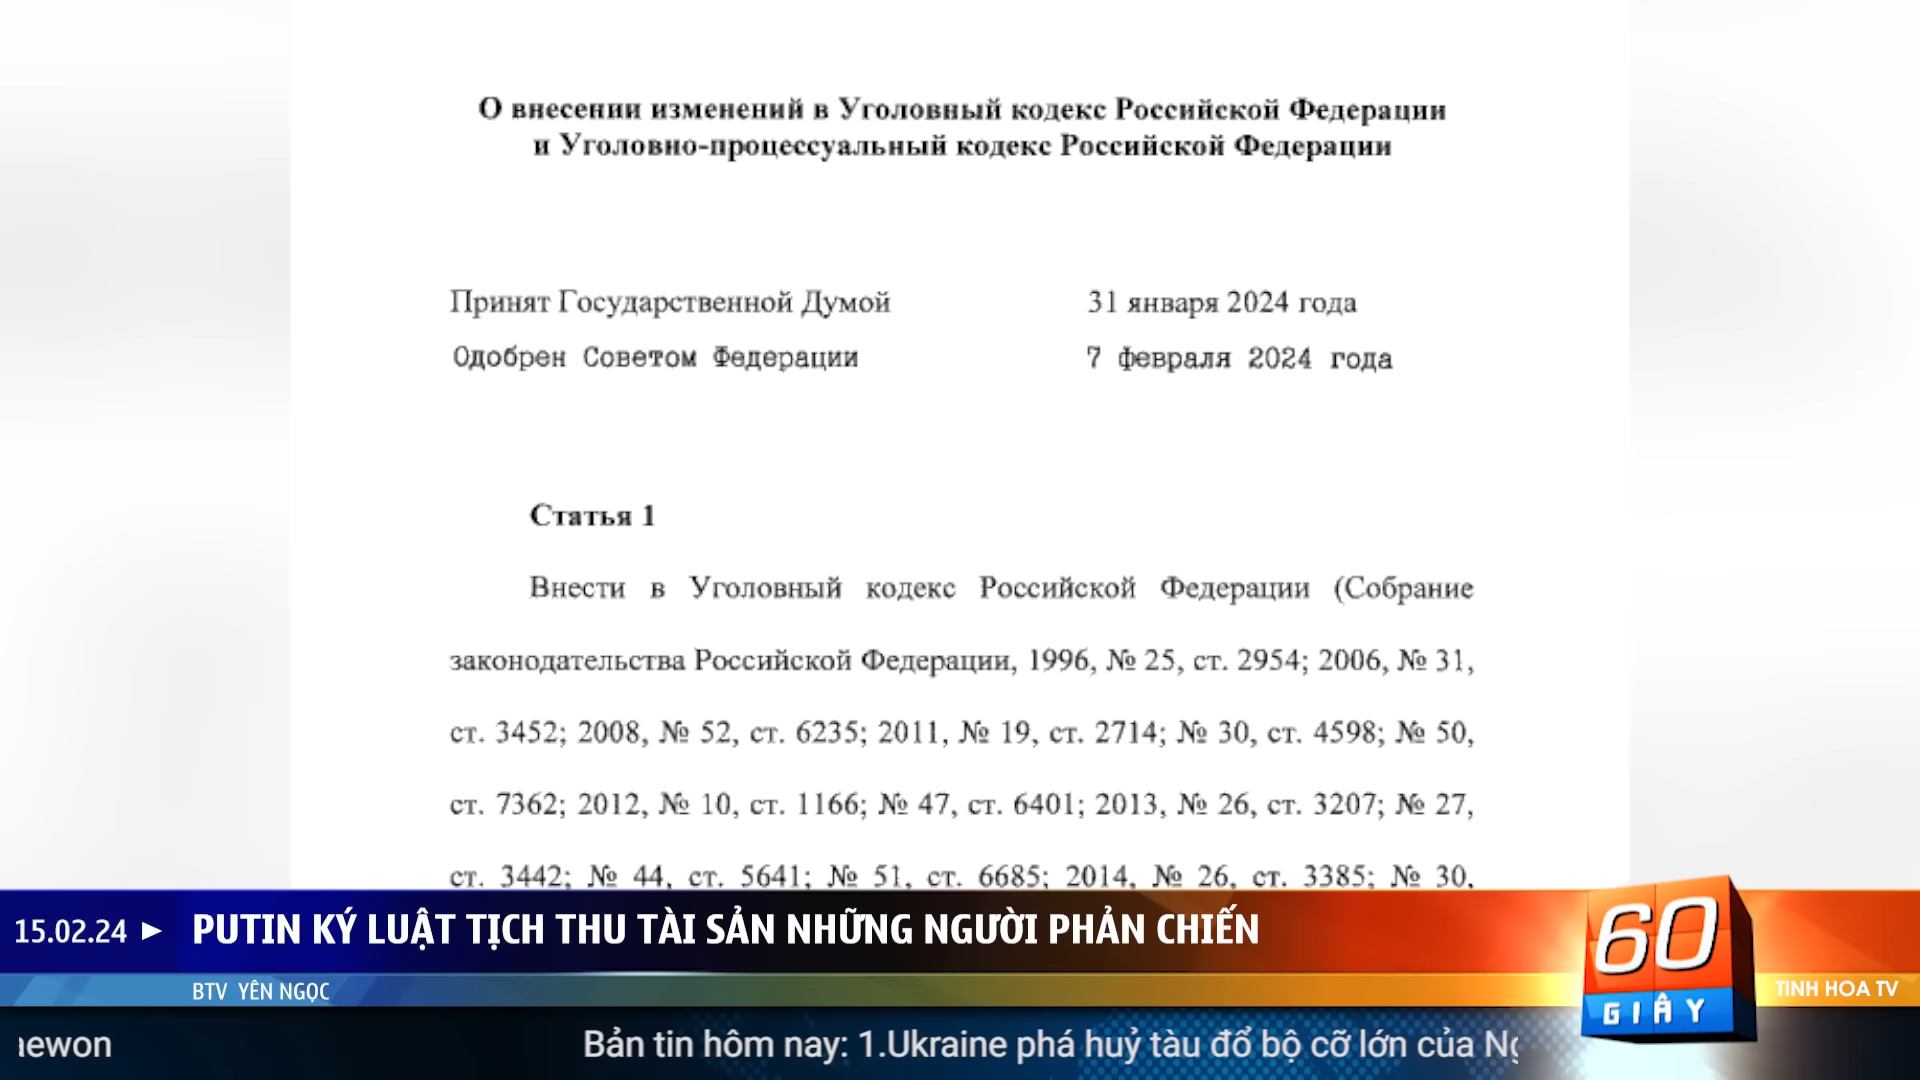 О внесении изменений в Уголовный кодекс Российской Федерации
и Уголовно-процессуальный кодекс Российской Федерации
Принят Государственной Думой 31 января 2024 года
Одобрен Советом Федерации 7 февраля 2024 года
Статья 1
Внести в Уголовный кодекс Российской Федерации (Собрание
законодательства Российской Федерации, 1996, № 25, ст. 2954; 2006, № 31,
ст. 3452; 2008, № 52, ст. 6235; 2011, № 19, ст. 2714; № 30, ст. 4598; № 50,
ст. 7362; 2012, № 10, ст. 1166; № 47, ст. 6401; 2013, № 26, ст. 3207; № 27,
ст. 3442; № 44, ст. 5641; № 51, ст. 6685; 2014, № 26, ст. 3385; № 30,
15.02.24 PUTIN KÝ LUẬT TỊCH THU TÀI SẢN NHỮNG NGƯỜI PHẢN CHIẾN
60
GIÂY
BTV YÊN NGỌC
TINH HOA TV
aewon Bản tin hôm nay: 1.Ukraine phá huỷ tàu đổ bộ cỡ lớn của